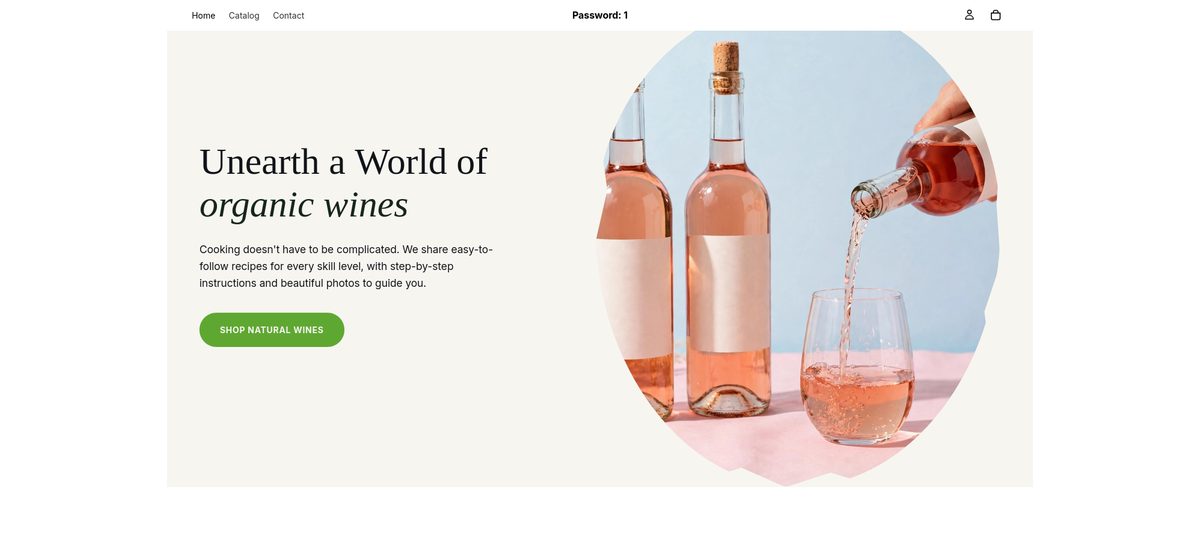 Home
Catalog
Contact
Password: 1
Unearth a World of
organic wines
Cooking doesn't have to be complicated. We share easy-to-
follow recipes for every skill level, with step-by-step
instructions and beautiful photos to guide you.
SHOP NATURAL WINES